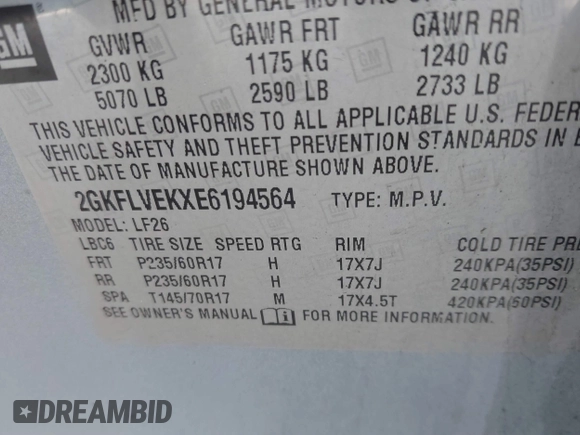 MFD BY GENERAL MOTORS OF
GM
GVWR GAWR FRT GAWR RR
2300 KG 1175 KG 1240 KG
5070 LB 2590 LB 2733 LB
THIS VEHICLE CONFORMS TO ALL APPLICABLE U.S. FEDER
VEHICLE SAFETY AND THEFT PREVENTION STANDARDS IN E
THE DATE OF MANUFACTURE SHOWN ABOVE.
2GKFLVEKXE6194564 TYPE: M.P.V.
MODEL: LF26
LBC6 TIRE SIZE SPEED RTG RIM COLD TIRE PRE
FRT P235/60R17 H 17X7J 240KPA(35PSI)
RR P235/60R17 H 17X7J 240KPA(35PSI)
SPA T145/70R17 M 17X4.5T 420KPA(60PSI)
SEE OWNER'S MANUAL i FOR MORE INFORMATION.
DREAMBID